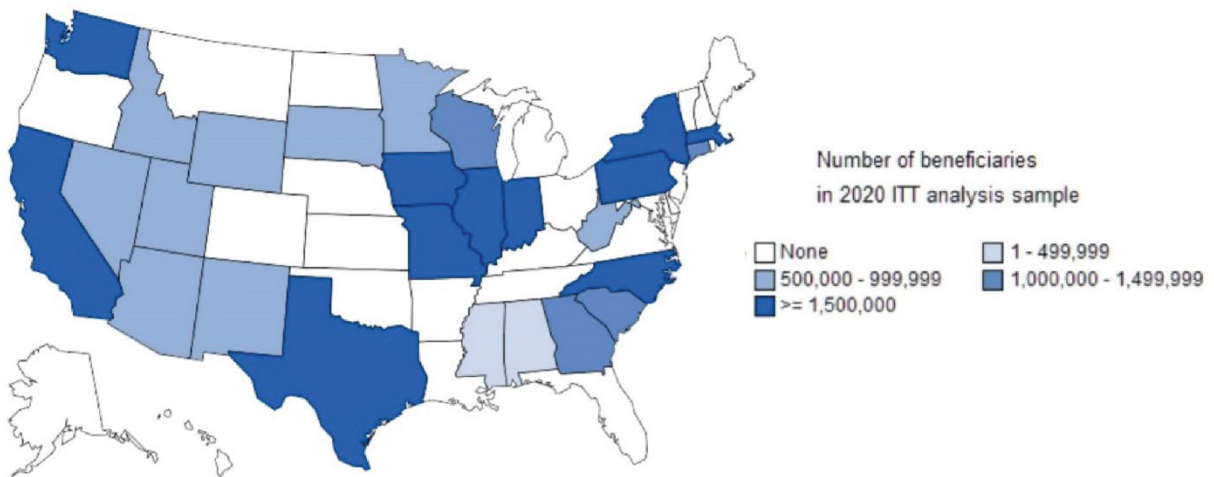 Number of beneficiaries
in 2020 ITT analysis sample
None
1 - 499,999
500,000 - 999,999
1,000,000 - 1,499,999
>= 1,500,000